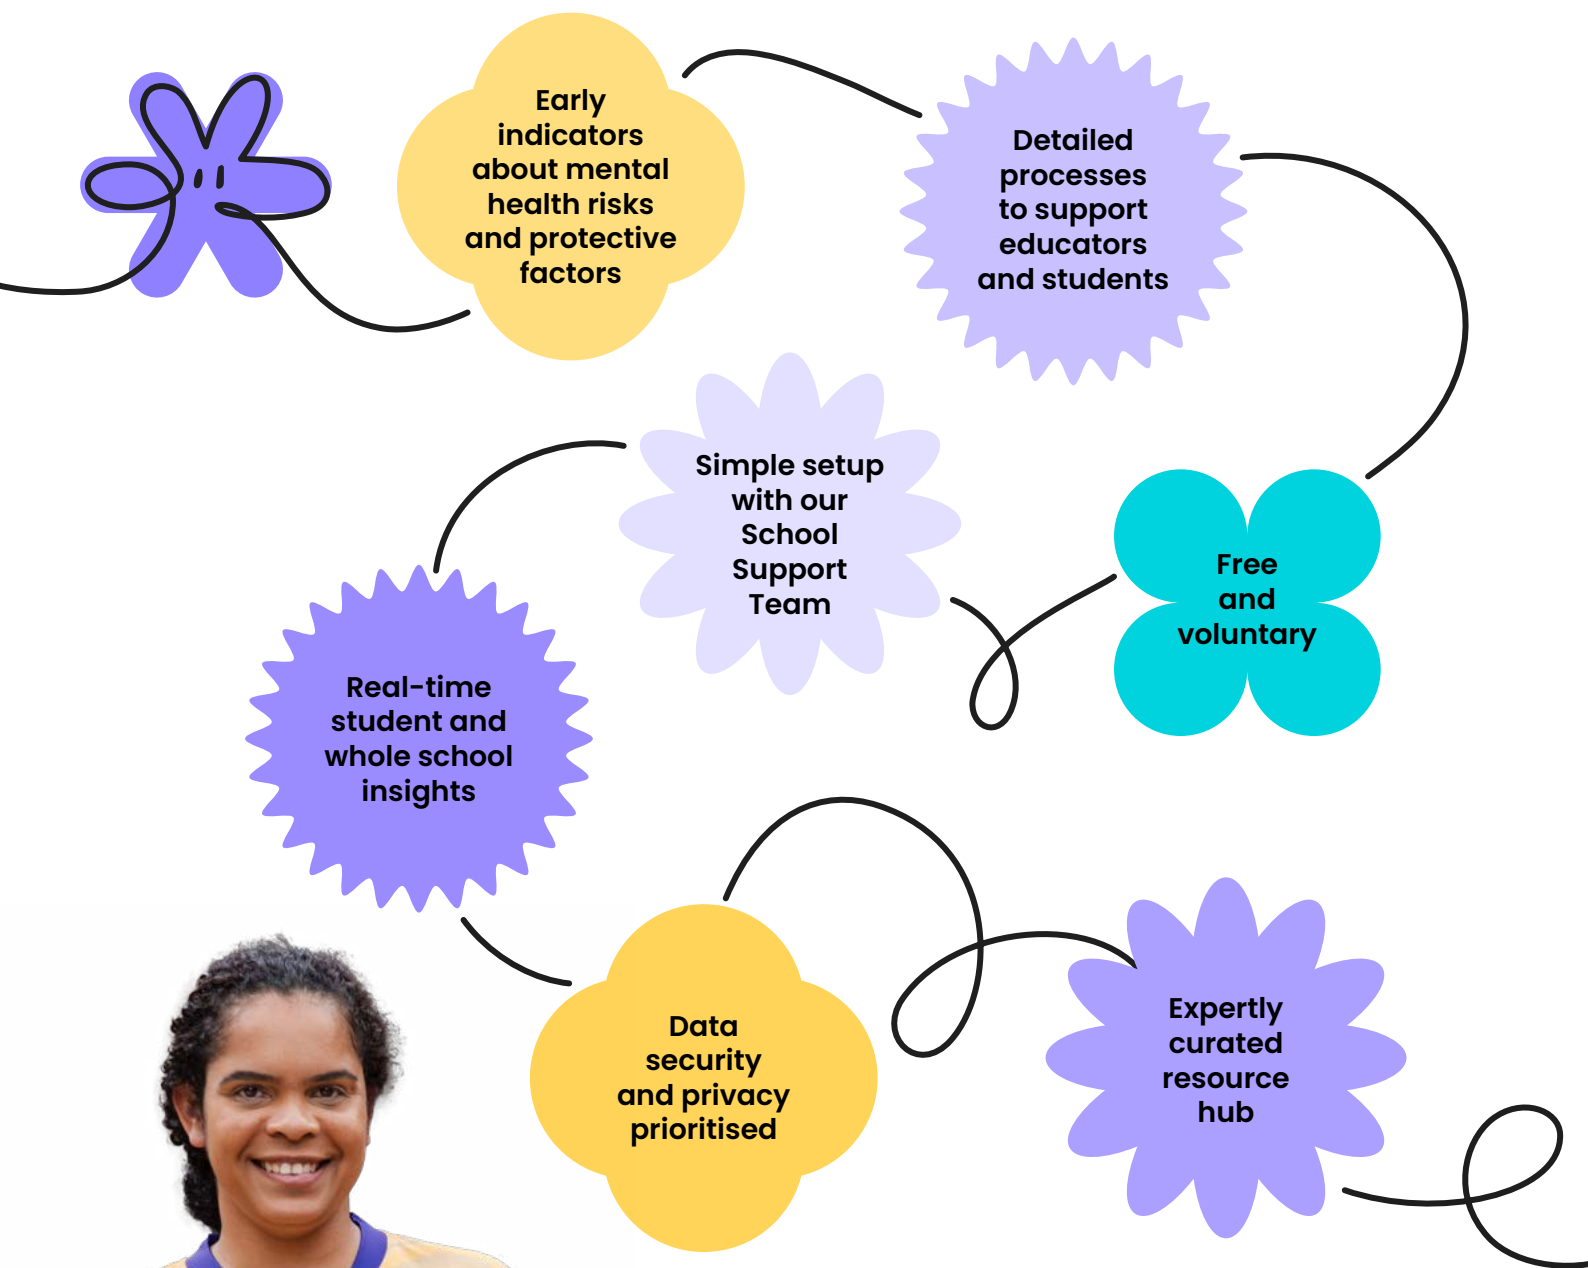 Early
indicators
about mental
health risks
and protective
factors
Detailed
processes
to support
educators
and students
Free
and
voluntary
Simple setup
with our
School
Support
Team
Real-time
student and
whole school
insights
Data
security
and privacy
prioritised
Expertly
curated
resource
hub